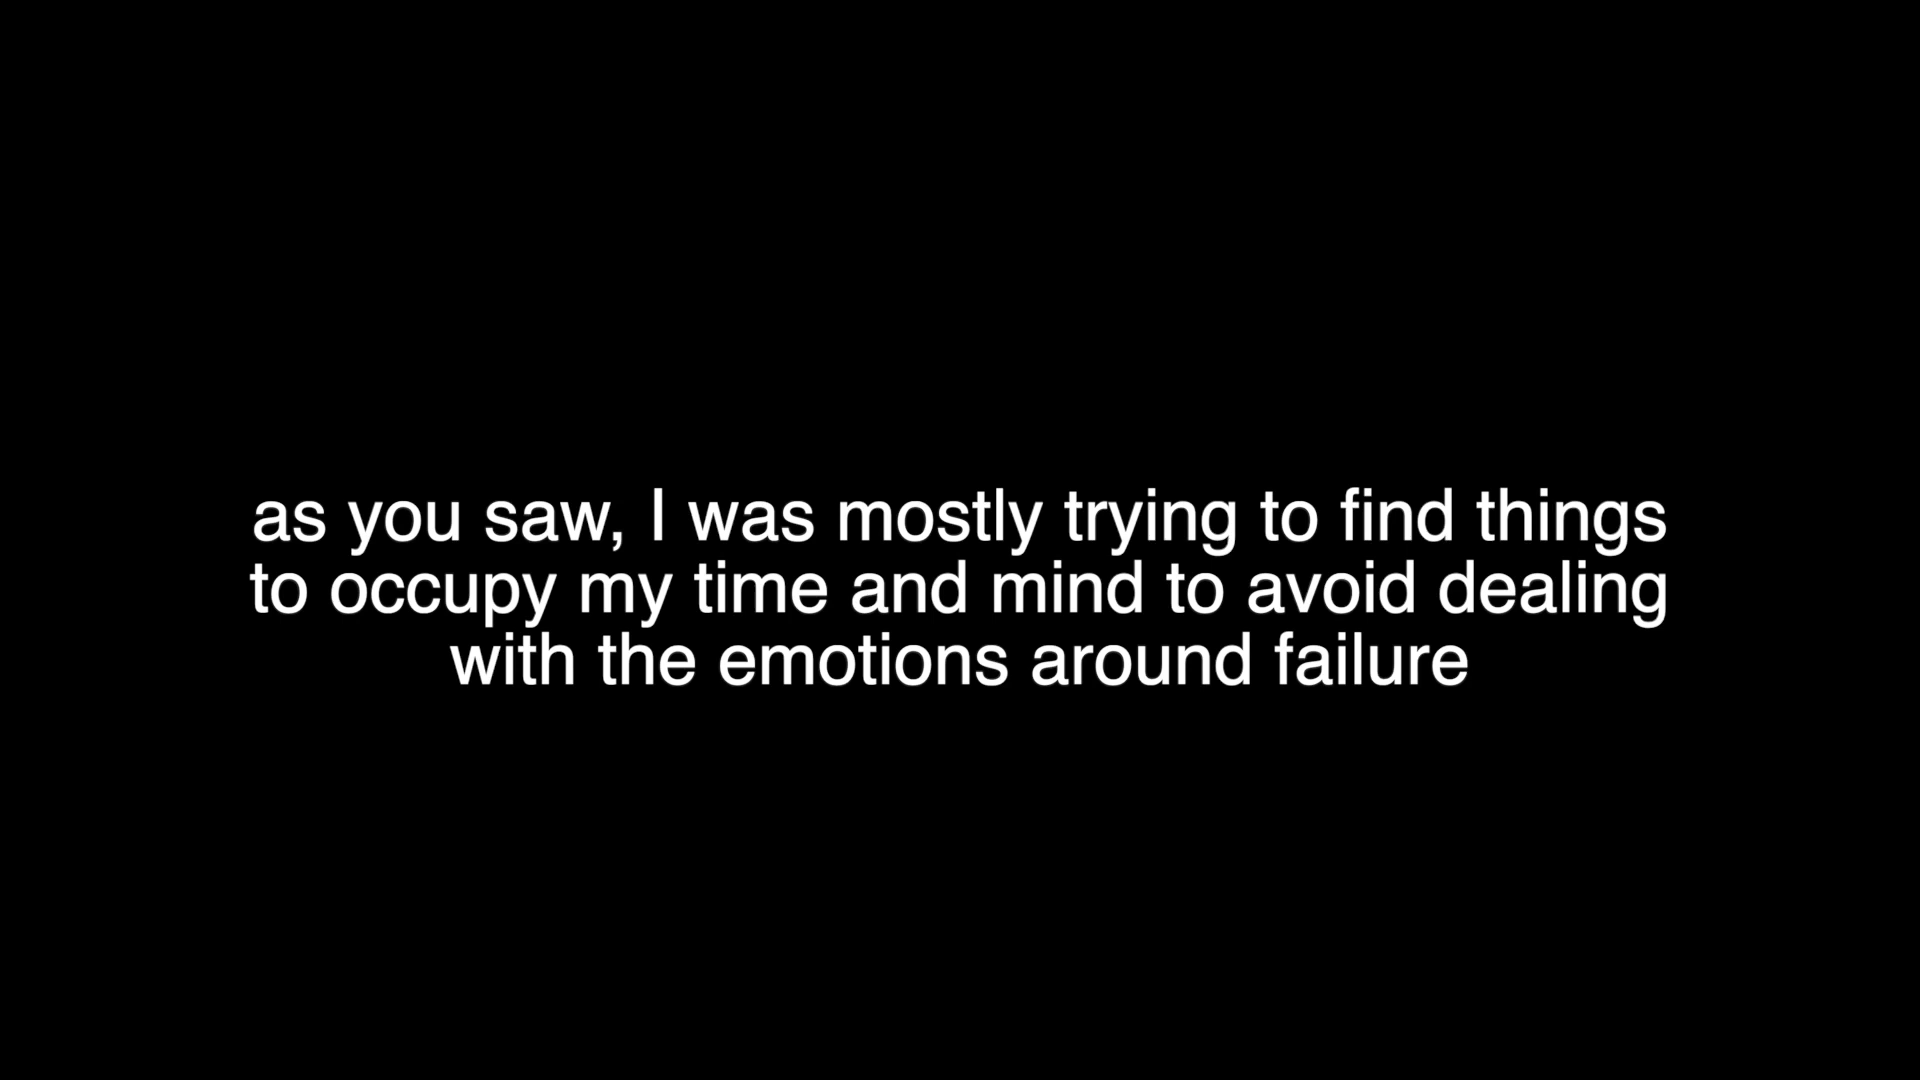 as you saw, I was mostly trying to find things
to occupy my time and mind to avoid dealing
with the emotions around failure